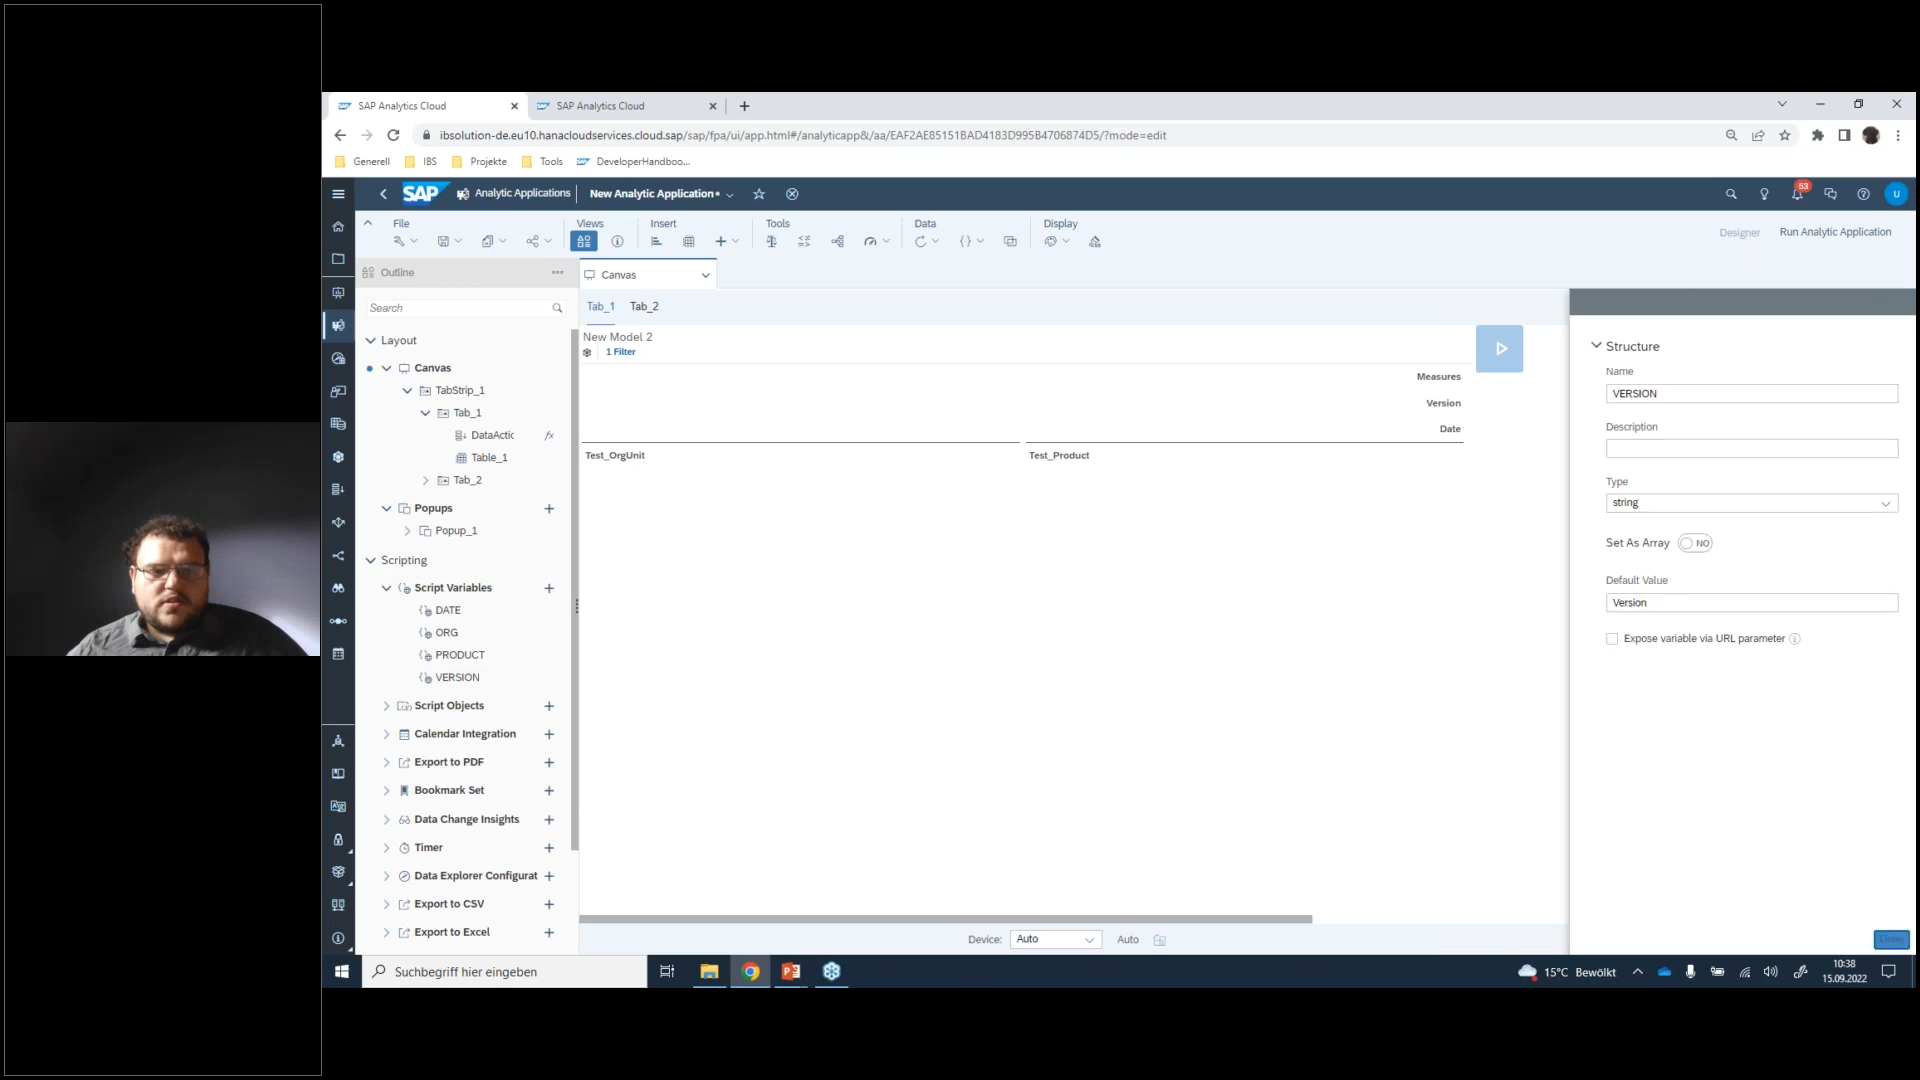 SAP Analytics Cloud
SAP Analytics Cloud
ibsolution-de.eu10.hanacloudservices.cloud.sap/sap/fpa/ui/app.html#/analyticapp&/aa/EAF2AE85151BAD4183D995B4706874D5/?mode=edit
Generell
IBS
Projekte
Tools
DeveloperHandboo...
SAP
Analytic Applications
New Analytic Application*
53
U
File
Views
Insert
Tools
Data
Display
Designer
Run Analytic Application
Outline
Canvas
Search
Tab_1
Tab_2
Layout
Canvas
TabStrip_1
Tab_1
DataActic
fx
Table_1
Tab_2
Popups
Popup_1
Scripting
Script Variables
DATE
ORG
PRODUCT
VERSION
Script Objects
Calendar Integration
Export to PDF
Bookmark Set
Data Change Insights
Timer
Data Explorer Configurat
Export to CSV
Export to Excel
New Model 2
1 Filter
Measures
Version
Date
Test_OrgUnit
Test_Product
Structure
Name
VERSION
Description
Type
string
Set As Array
NO
Default Value
Version
Expose variable via URL parameter
Device:
Auto
Auto
Suchbegriff hier eingeben
15°C Bewölkt
10:38
15.09.2022